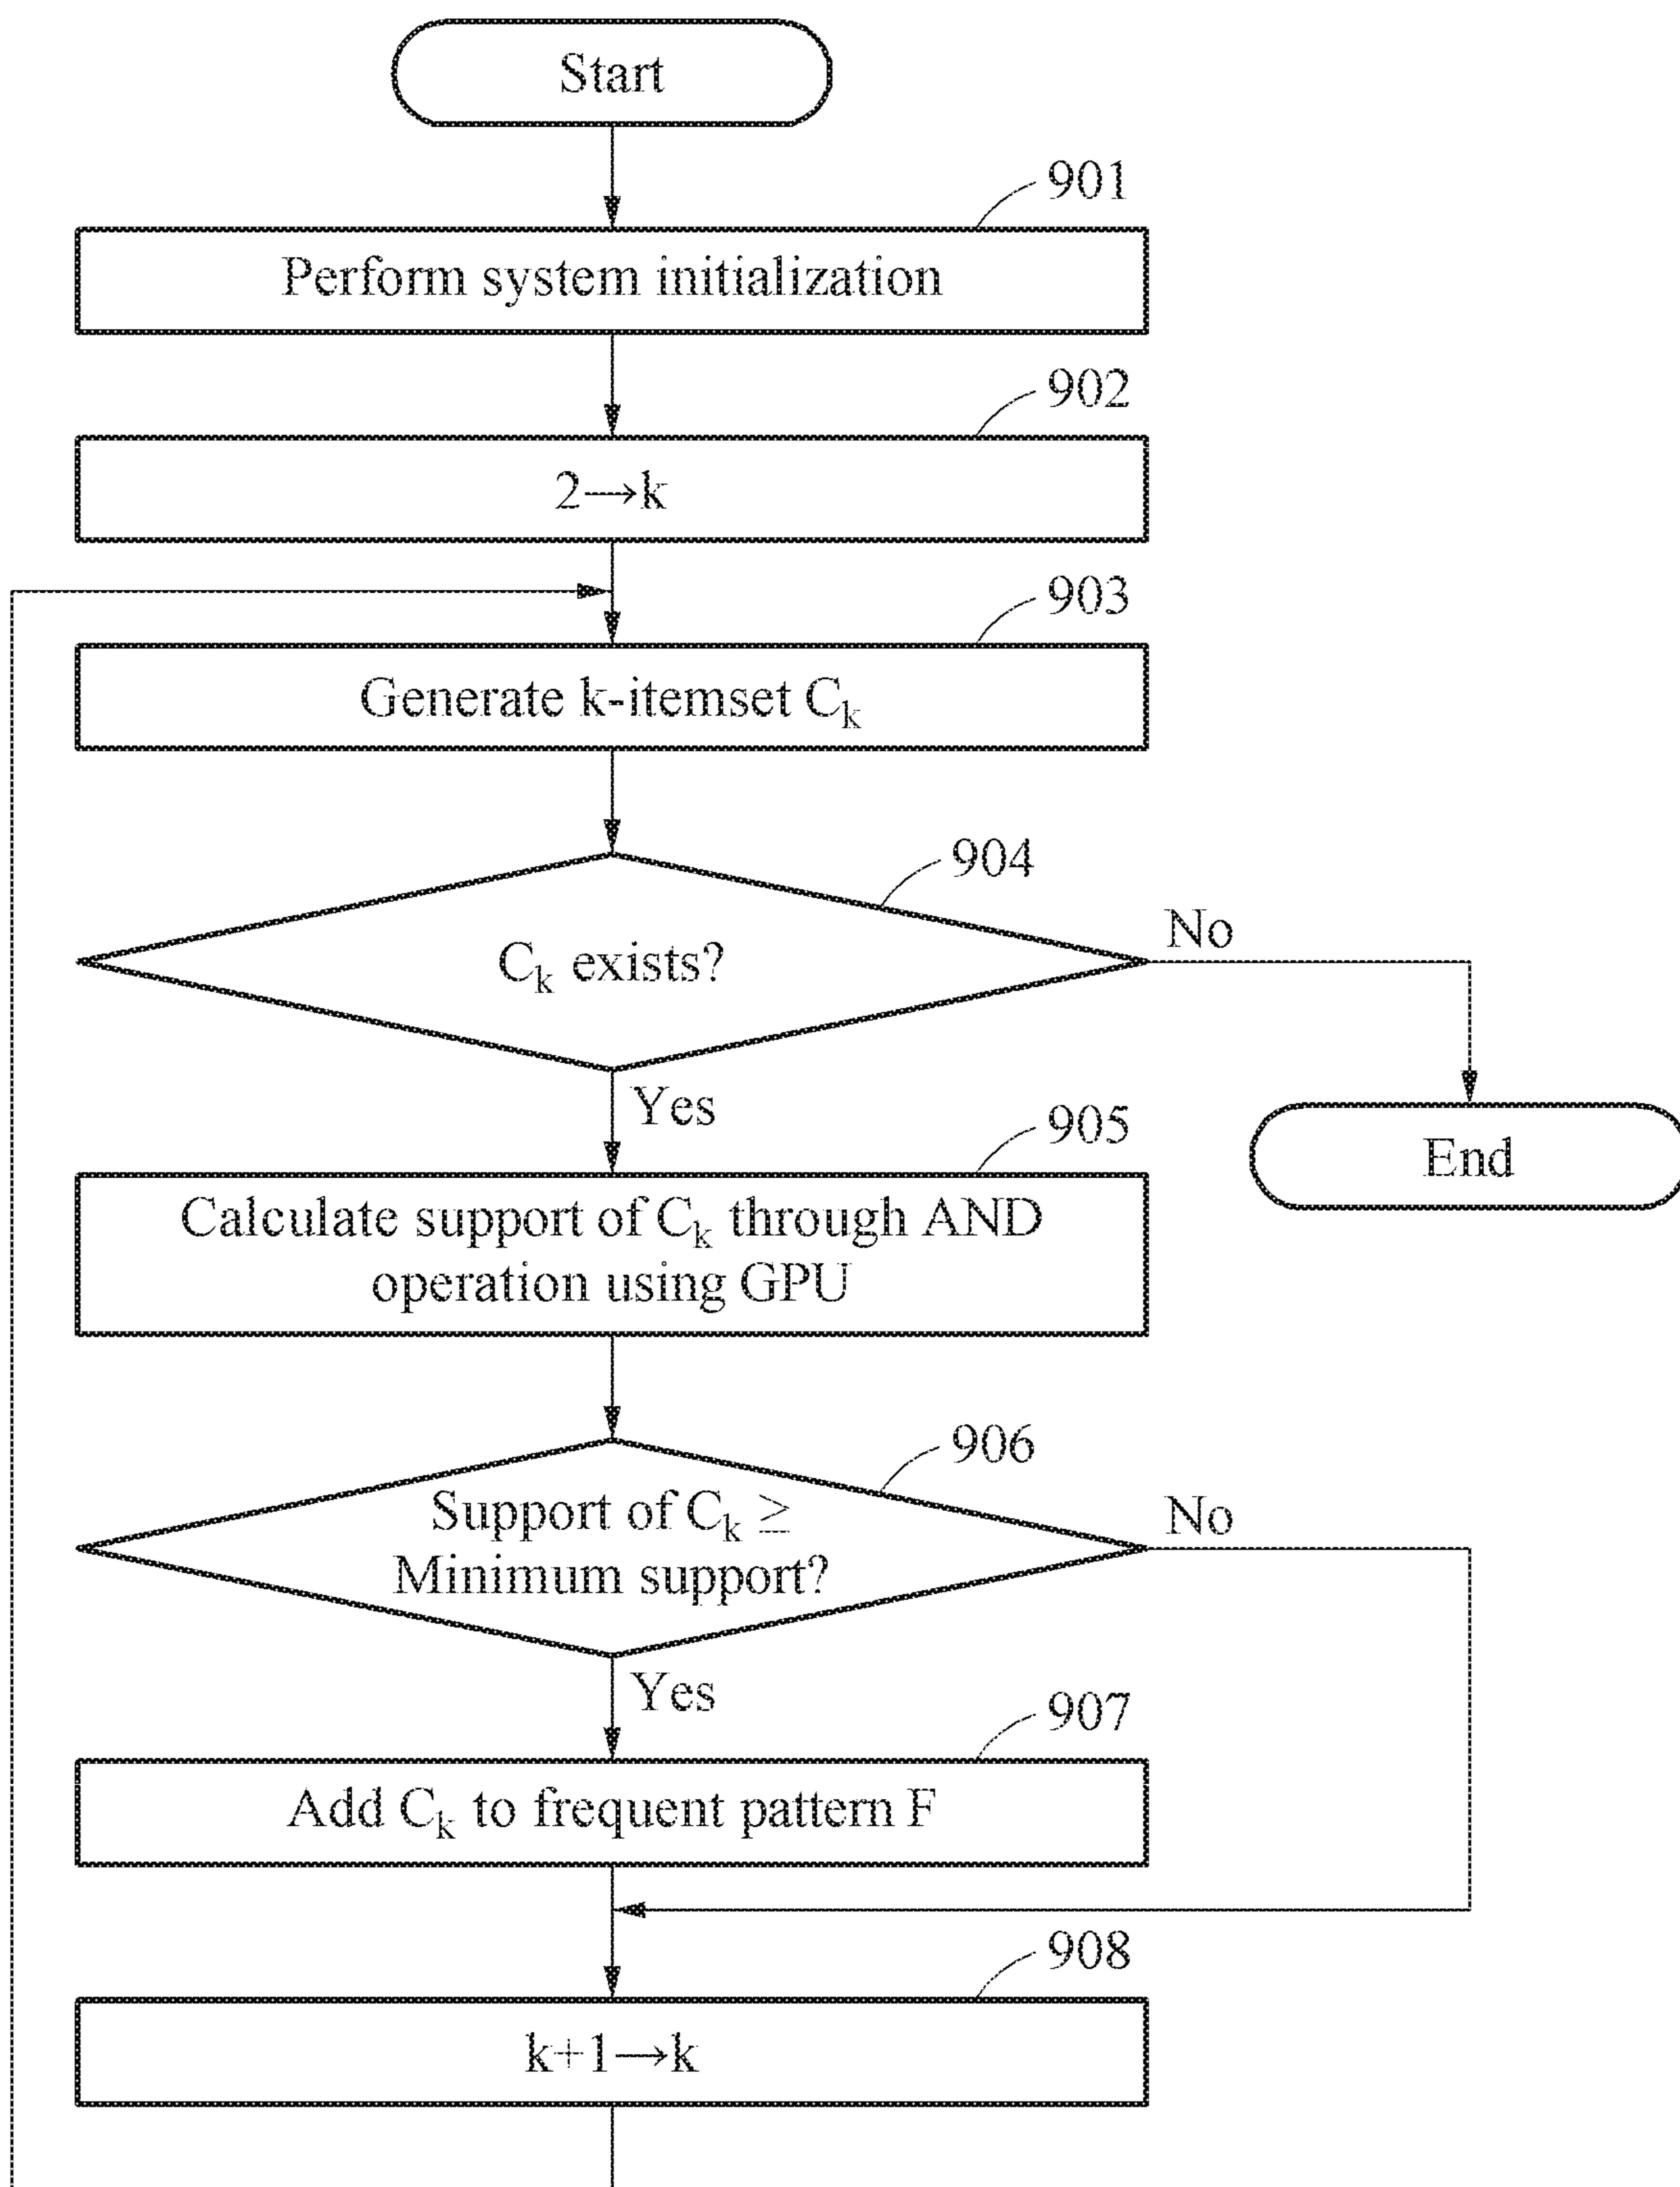 Start
901
Perform system initialization
902
2→k
903
Generate k-itemset Cₖ
904
Cₖ exists?
No
Yes
End
905
Calculate support of Cₖ through AND
operation using GPU
906
Support of Cₖ ≥
Minimum support?
No
Yes
907
Add Cₖ to frequent pattern F
908
k+1→k